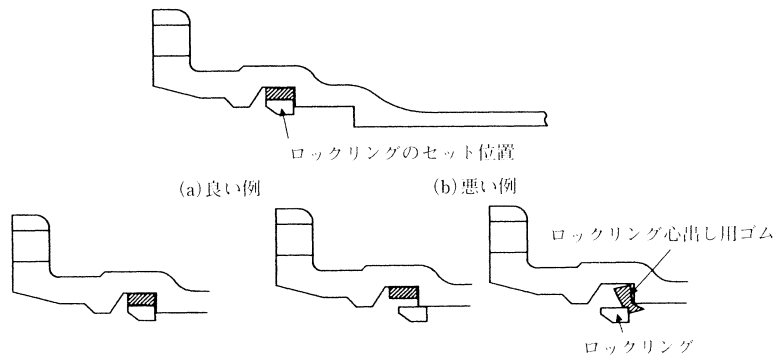 ロックリングのセット位置
(a)良い例
(b)悪い例
ロックリング心出し用ゴム
ロックリング